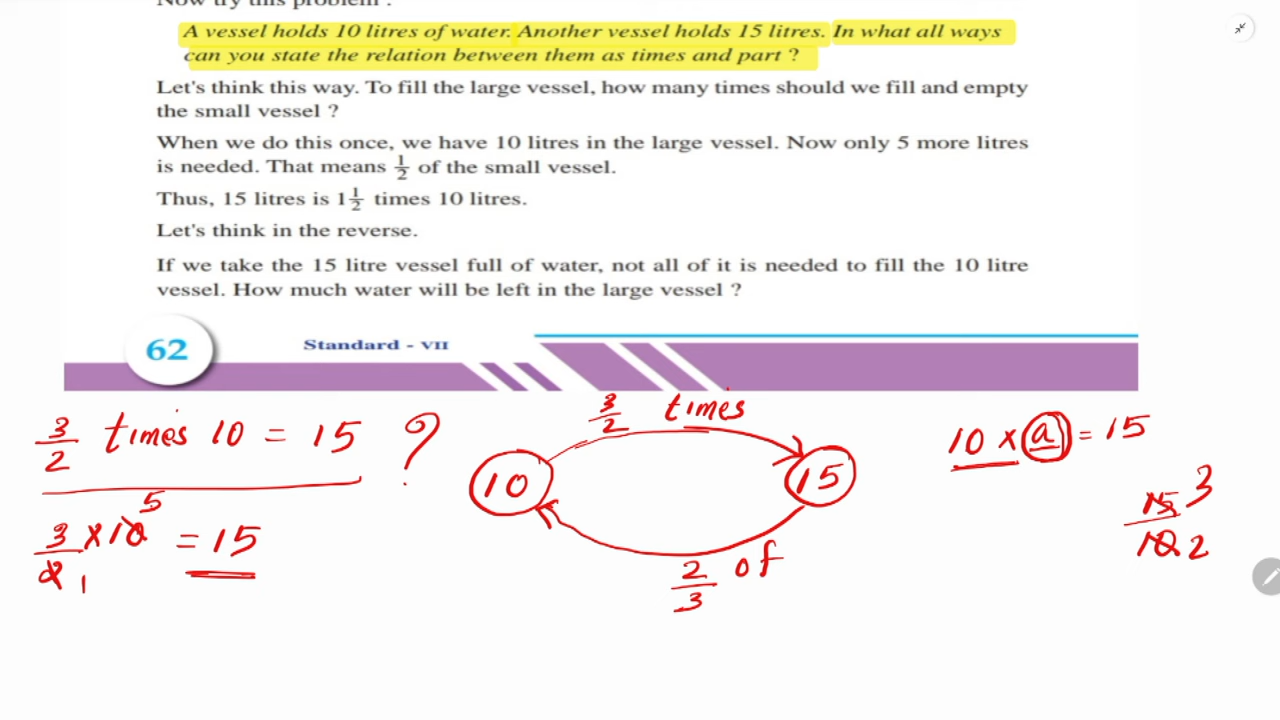 Now try this problem :
A vessel holds 10 litres of water. Another vessel holds 15 litres. In what all ways
can you state the relation between them as times and part ?
Let's think this way. To fill the large vessel, how many times should we fill and empty
the small vessel ?
When we do this once, we have 10 litres in the large vessel. Now only 5 more litres
is needed. That means 1/2 of the small vessel.
Thus, 15 litres is 1 1/2 times 10 litres.
Let's think in the reverse.
If we take the 15 litre vessel full of water, not all of it is needed to fill the 10 litre
vessel. How much water will be left in the large vessel ?
62
Standard - VII
3/2 times 10 = 15 ?
5
3/2 × 10 = 15
1
3/2 times
10
15
2/3 of
10 × a = 15
15 3
10 2